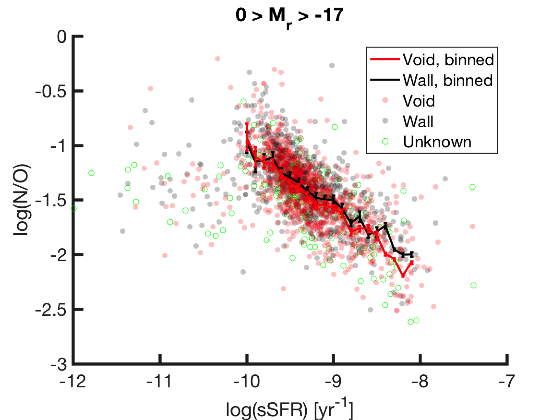 0 > M_r > -17
0
-0.5
-1
-1.5
-2
-2.5
-3
log(N/O)
Void, binned
Wall, binned
Void
Wall
Unknown
-12
-11
-10
-9
-8
-7
log(sSFR) [yr^-1]